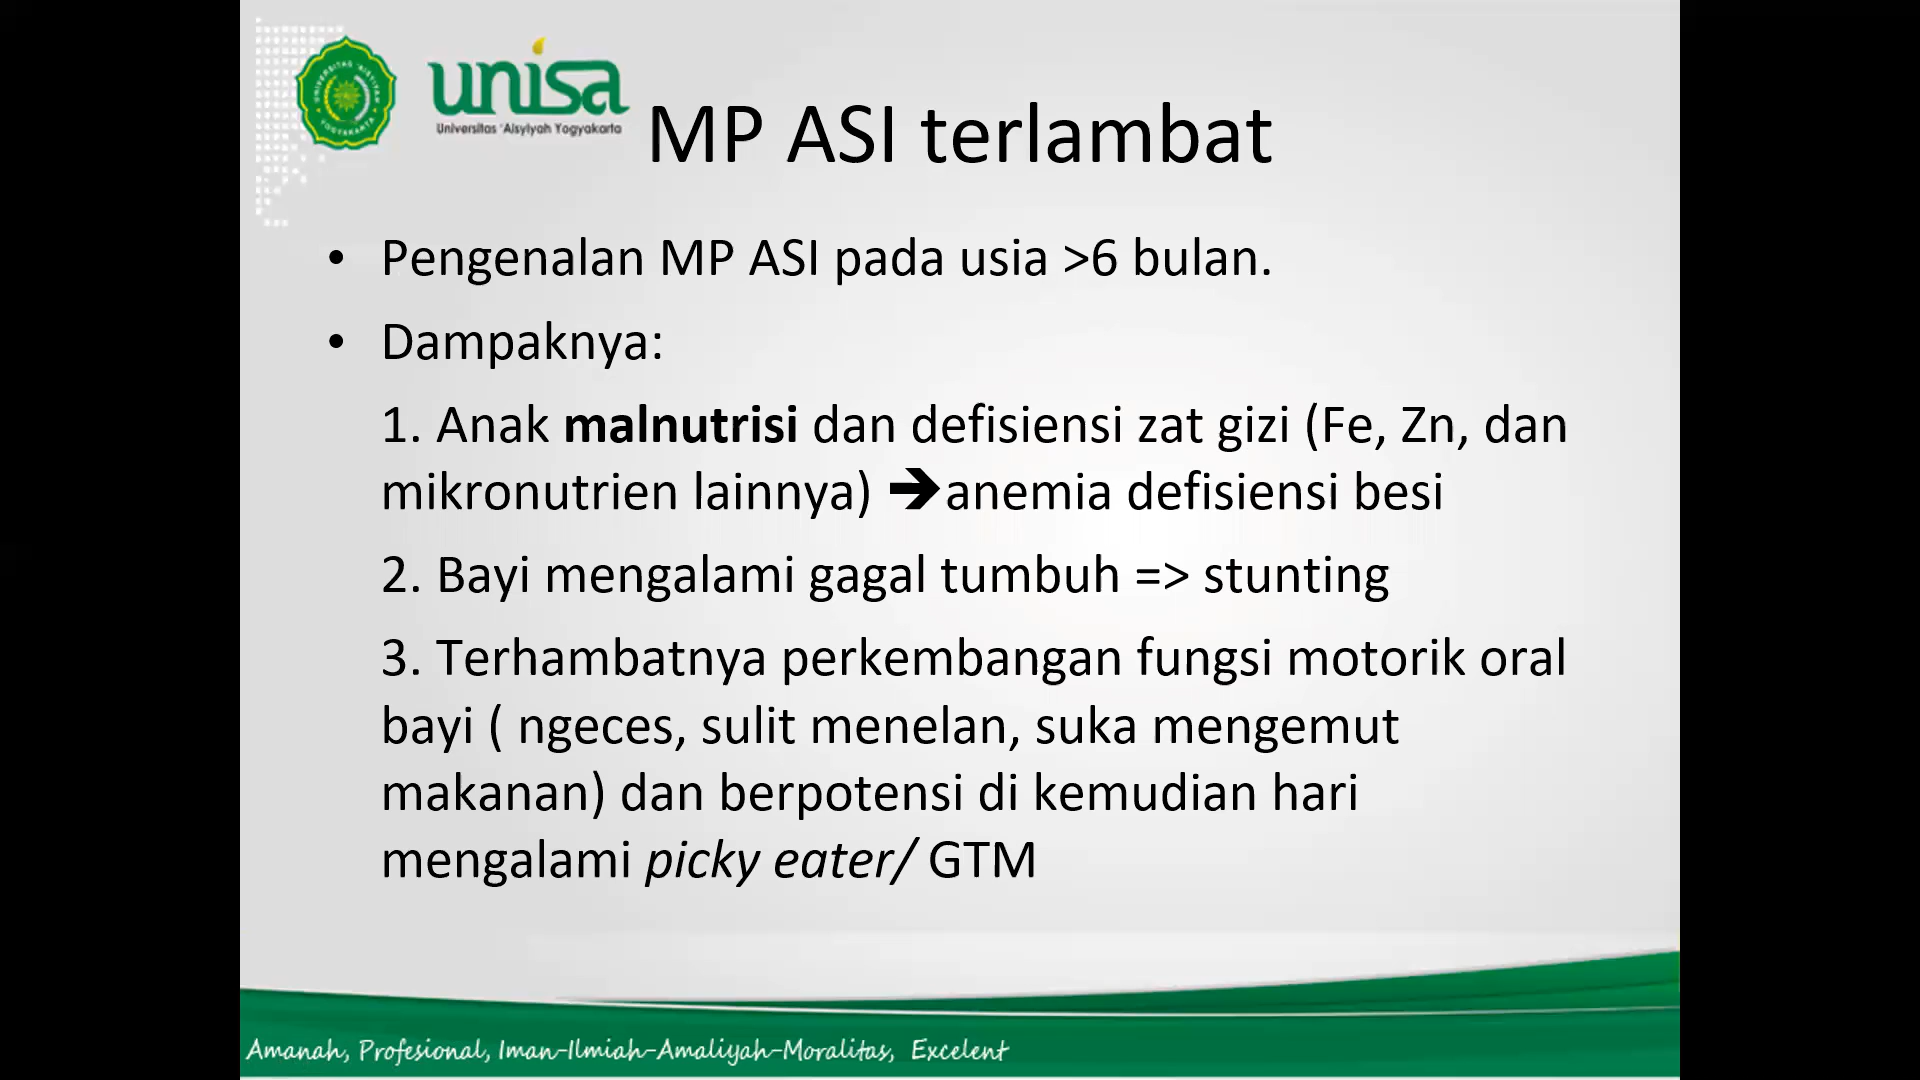 UNIVERSITAS 'AISYIYAH
YOGYAKARTA
unisa
Universitas 'Aisyiyah Yogyakarta
MP ASI terlambat
• Pengenalan MP ASI pada usia >6 bulan.
• Dampaknya:
1. Anak malnutrisi dan defisiensi zat gizi (Fe, Zn, dan
mikronutrien lainnya) 🡺anemia defisiensi besi
2. Bayi mengalami gagal tumbuh => stunting
3. Terhambatnya perkembangan fungsi motorik oral
bayi ( ngeces, sulit menelan, suka mengemut
makanan) dan berpotensi di kemudian hari
mengalami picky eater/ GTM
Amanah, Profesional, Iman-Ilmiah-Amaliyah-Moralitas, Excelent